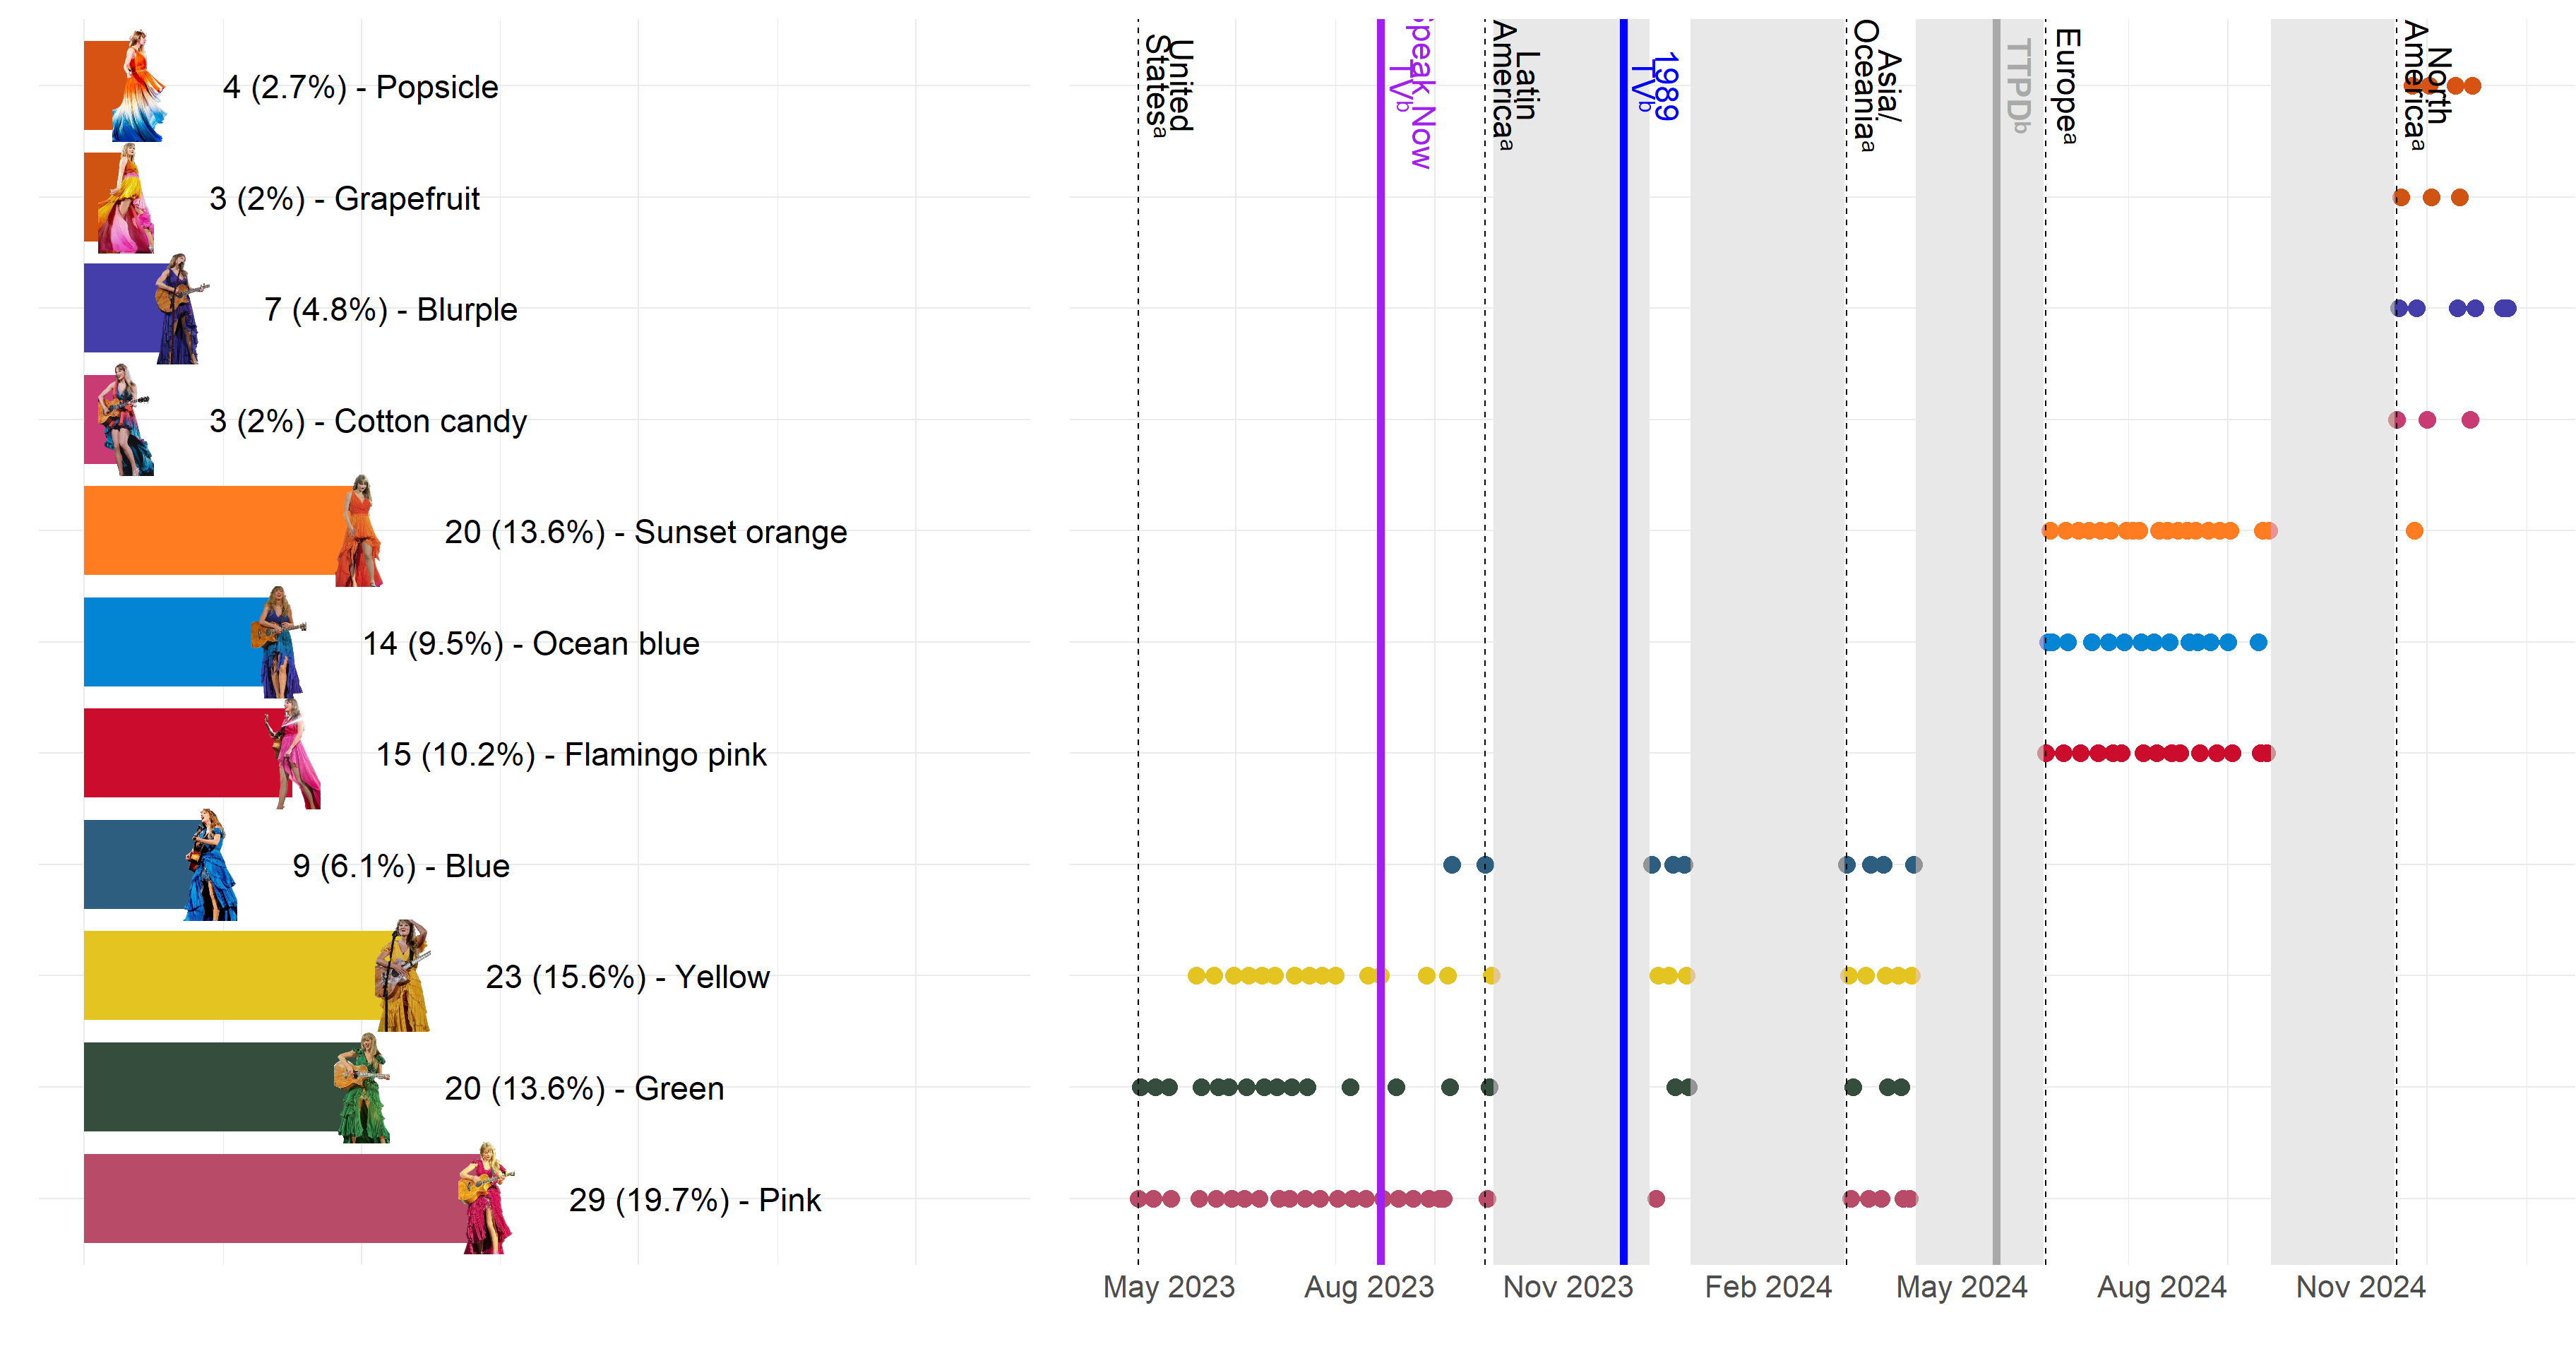 4 (2.7%) - Popsicle
3 (2%) - Grapefruit
7 (4.8%) - Blurple
3 (2%) - Cotton candy
20 (13.6%) - Sunset orange
14 (9.5%) - Ocean blue
15 (10.2%) - Flamingo pink
9 (6.1%) - Blue
23 (15.6%) - Yellow
20 (13.6%) - Green
29 (19.7%) - Pink
United
Statesa
Speak Now
TVb
Latin
Americaa
1989
TVb
Asia/
Oceaniaa
TTPDb
Europea
North
Americaa
May 2023
Aug 2023
Nov 2023
Feb 2024
May 2024
Aug 2024
Nov 2024